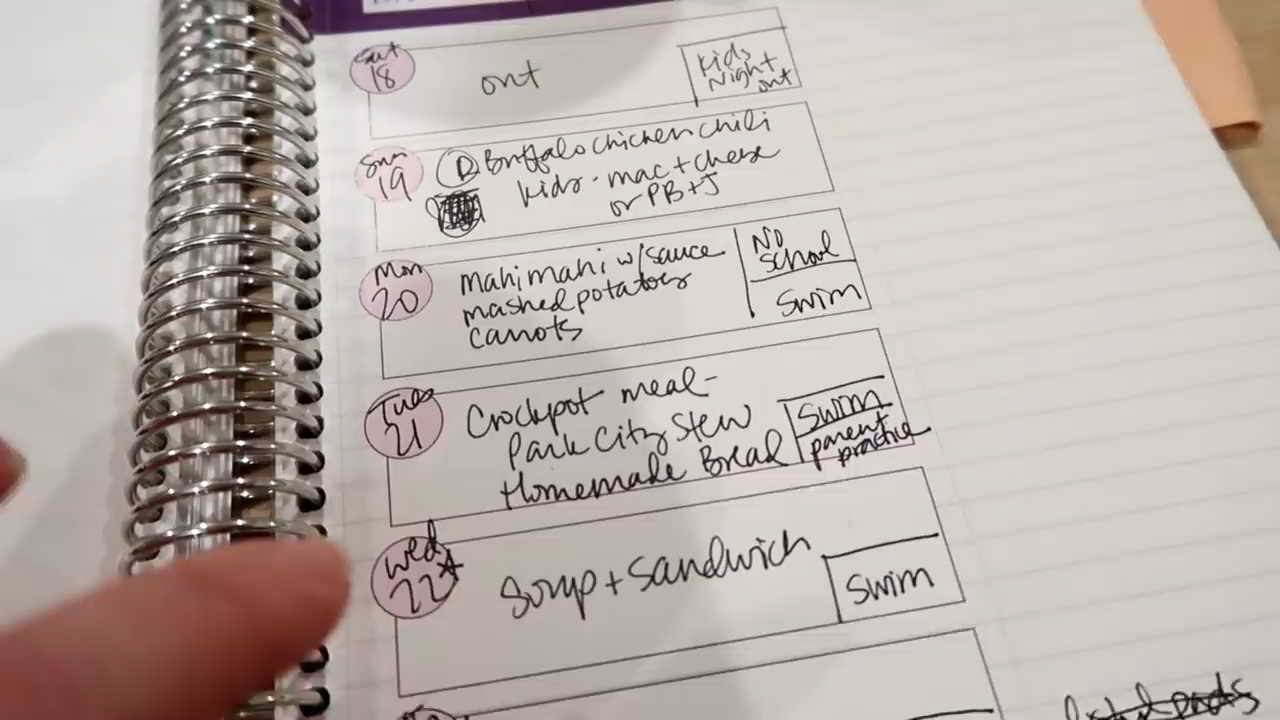 Sat
18
out
Kids
Night
out
Sun
19
D Buffalo chicken chili
kids - mac + cheese
or PB+J
Mon
20
mahi mahi w/sauce
mashed potatoes
carrots
No
School
Swim
Tues
21
Crockpot meal-
Park City Stew
Homemade Bread
Swim
parent
practice
Wed
22
Soup + Sandwich
Swim